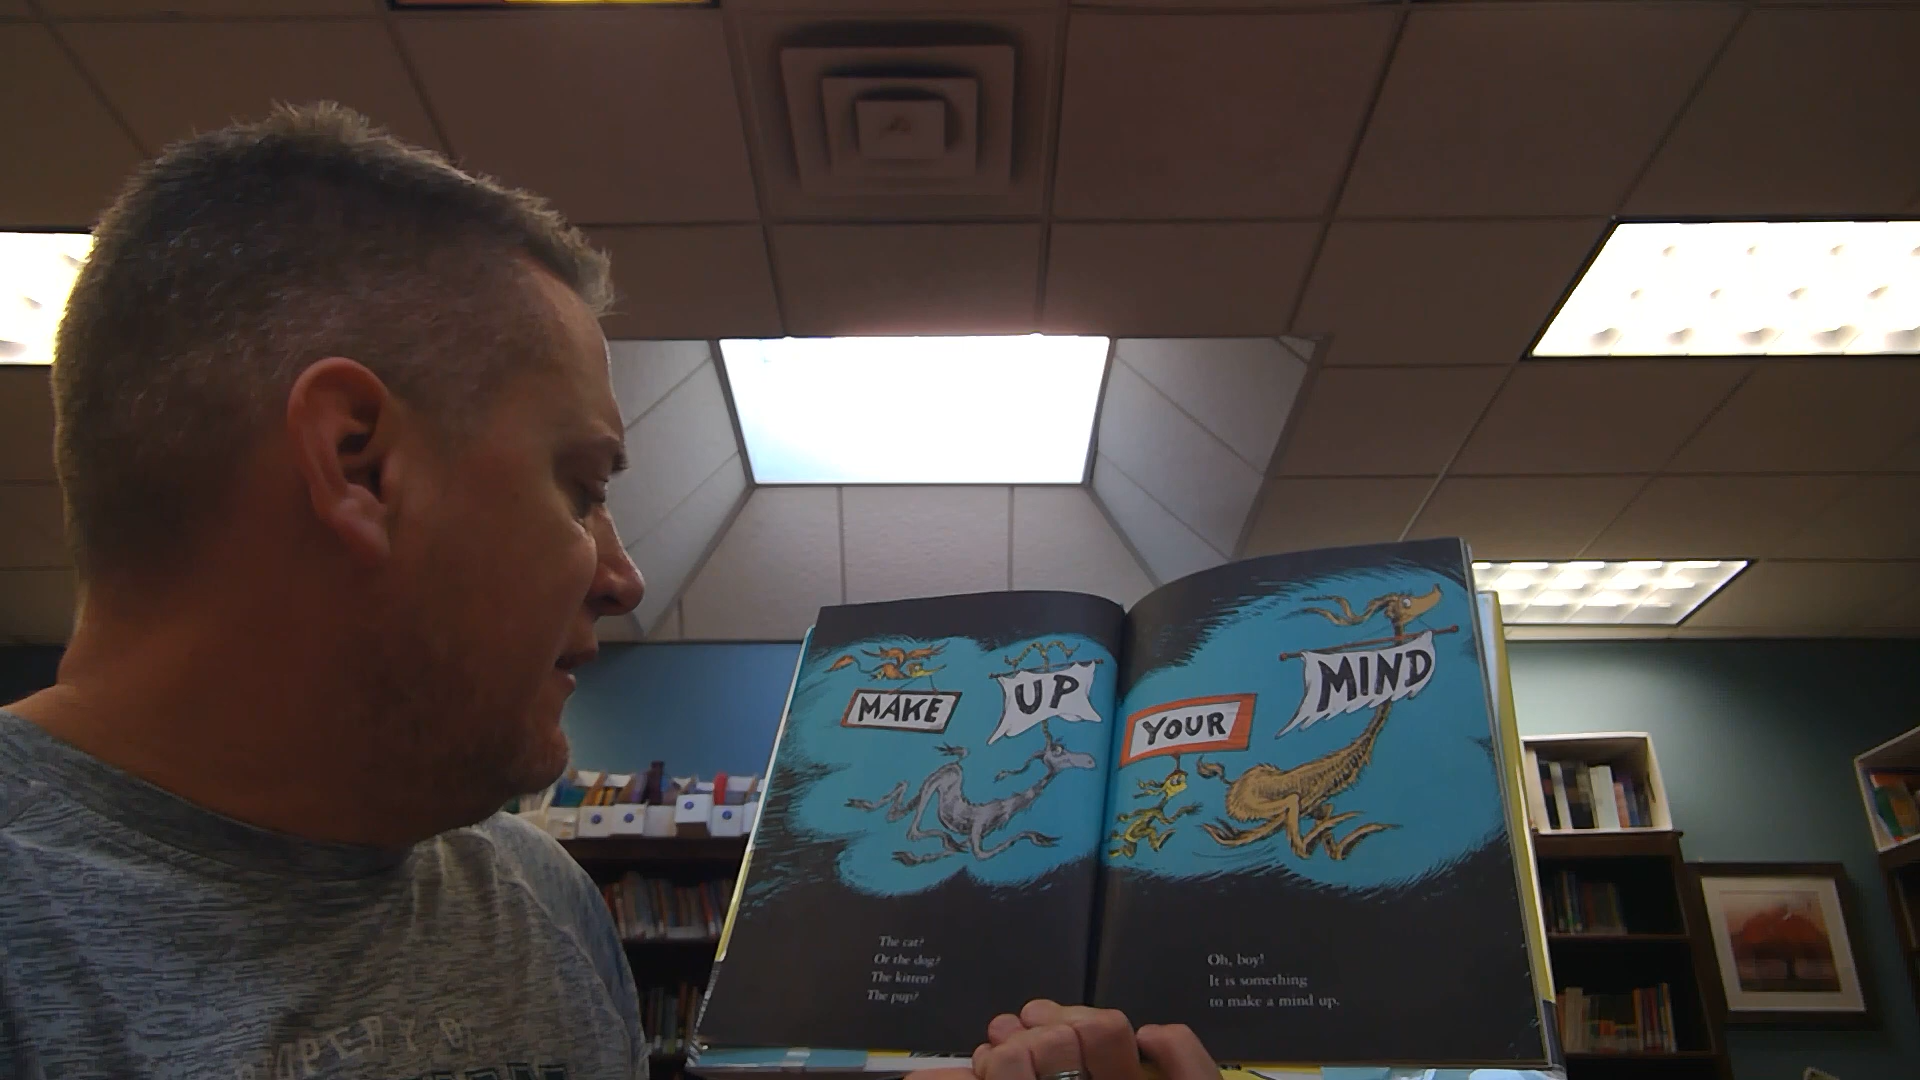 MAKE UP YOUR MIND
The cat?
Or the dog?
The kitten?
The pup?
Oh, boy!
It is something
to make a mind up.